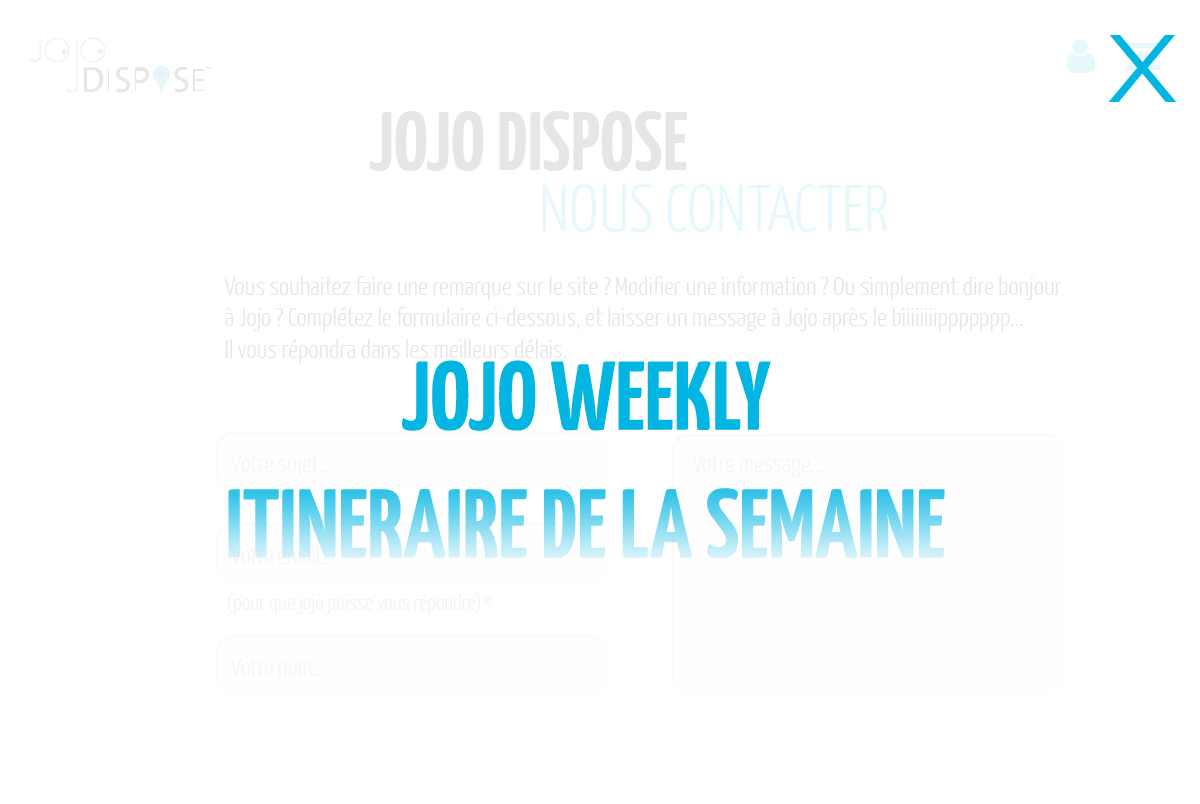 JOJO
DISPOSE
X
JOJO DISPOSE
NOUS CONTACTER
Vous souhaitez faire une remarque sur le site ? Modifier une information ? Ou simplement dire bonjour
à Jojo ? Complétez le formulaire ci-dessous, et laisser un message à Jojo après le biiiiiiiippppppp...
Il vous répondra dans les meilleurs délais.
JOJO WEEKLY
Votre sujet...
Votre message...
ITINERAIRE DE LA SEMAINE
Votre email...
(pour que jojo puisse vous répondre)*
Votre nom...